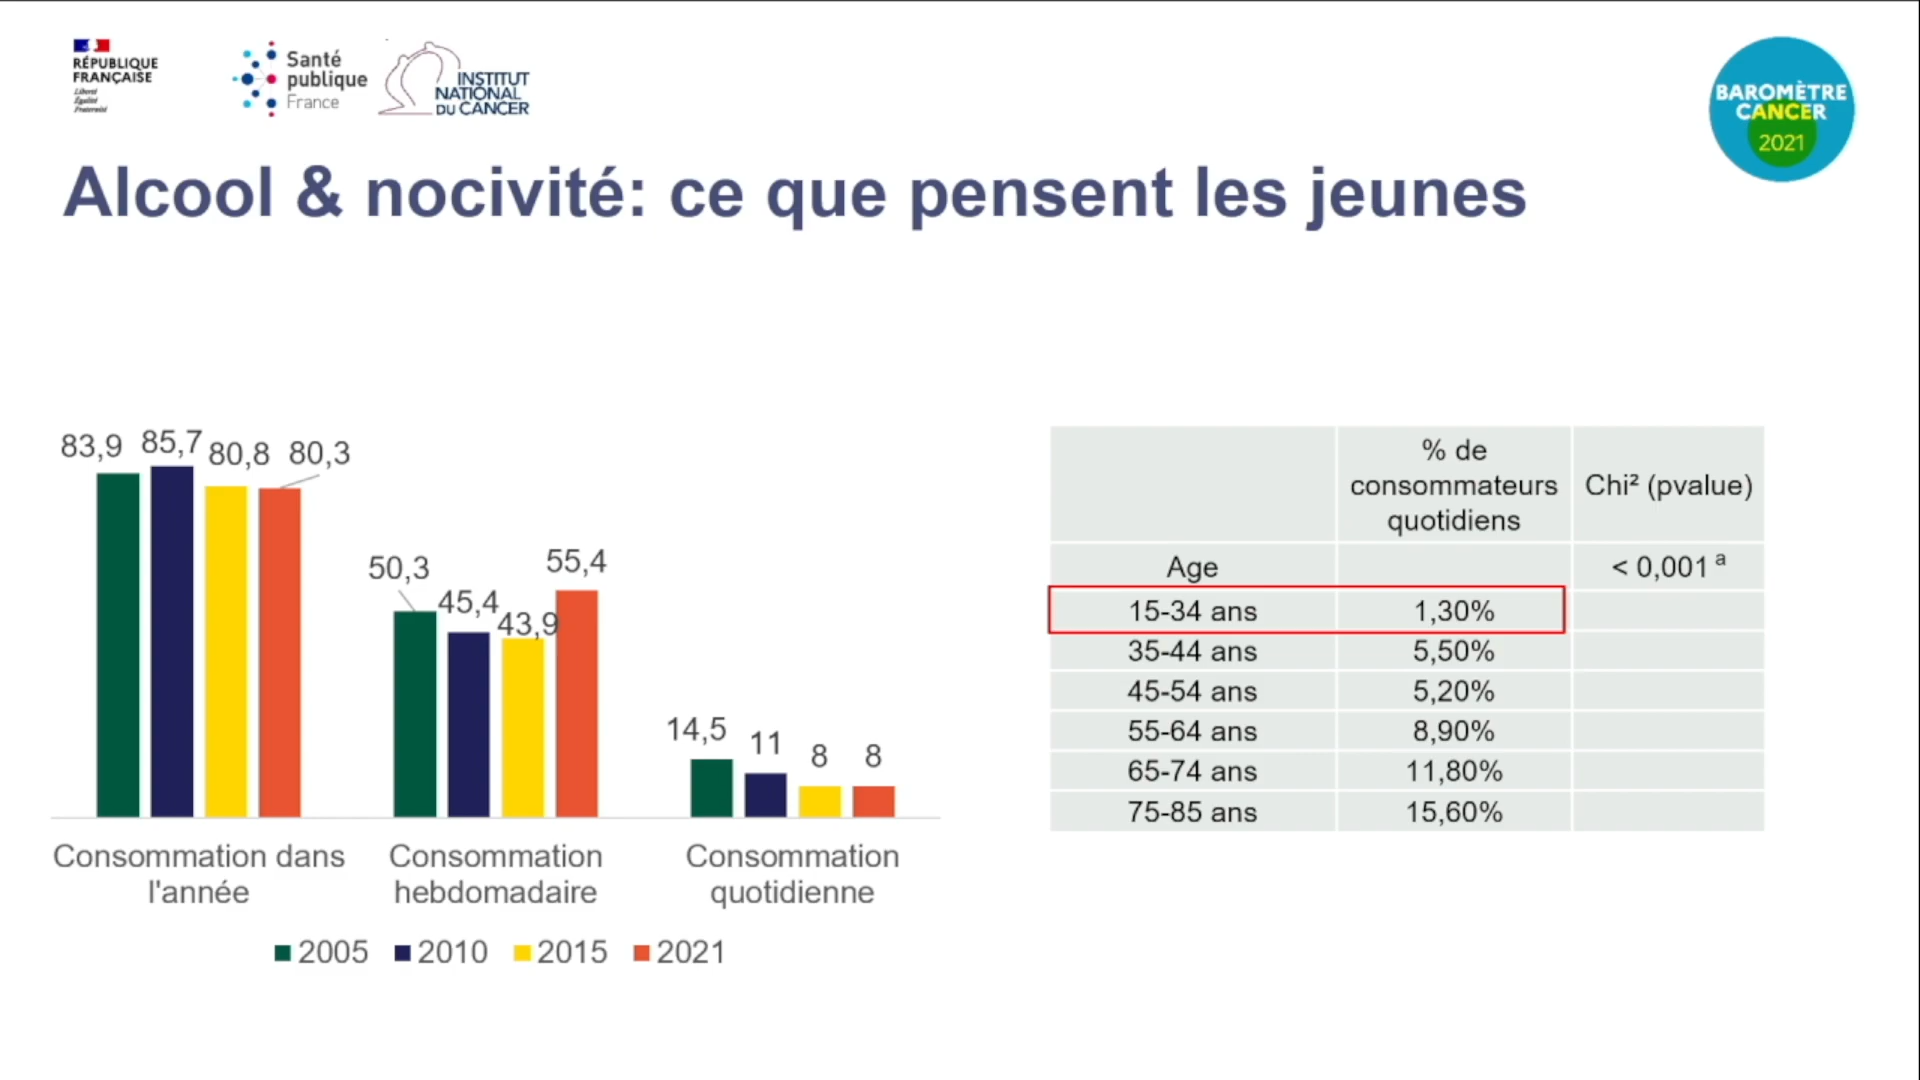 RÉPUBLIQUE
FRANÇAISE
Liberté
Égalité
Fraternité
Santé
publique
France
INSTITUT
NATIONAL
DU CANCER
BAROMÈTRE
CANCER
2021
Alcool & nocivité: ce que pensent les jeunes
83,9 85,7 80,8 80,3
50,3 45,4 43,9 55,4
14,5 11 8 8
Consommation dans
l'année
Consommation
hebdomadaire
Consommation
quotidienne
2005 2010 2015 2021
% de
consommateurs
quotidiens
Chi² (pvalue)
Age < 0,001 a
15-34 ans 1,30%
35-44 ans 5,50%
45-54 ans 5,20%
55-64 ans 8,90%
65-74 ans 11,80%
75-85 ans 15,60%